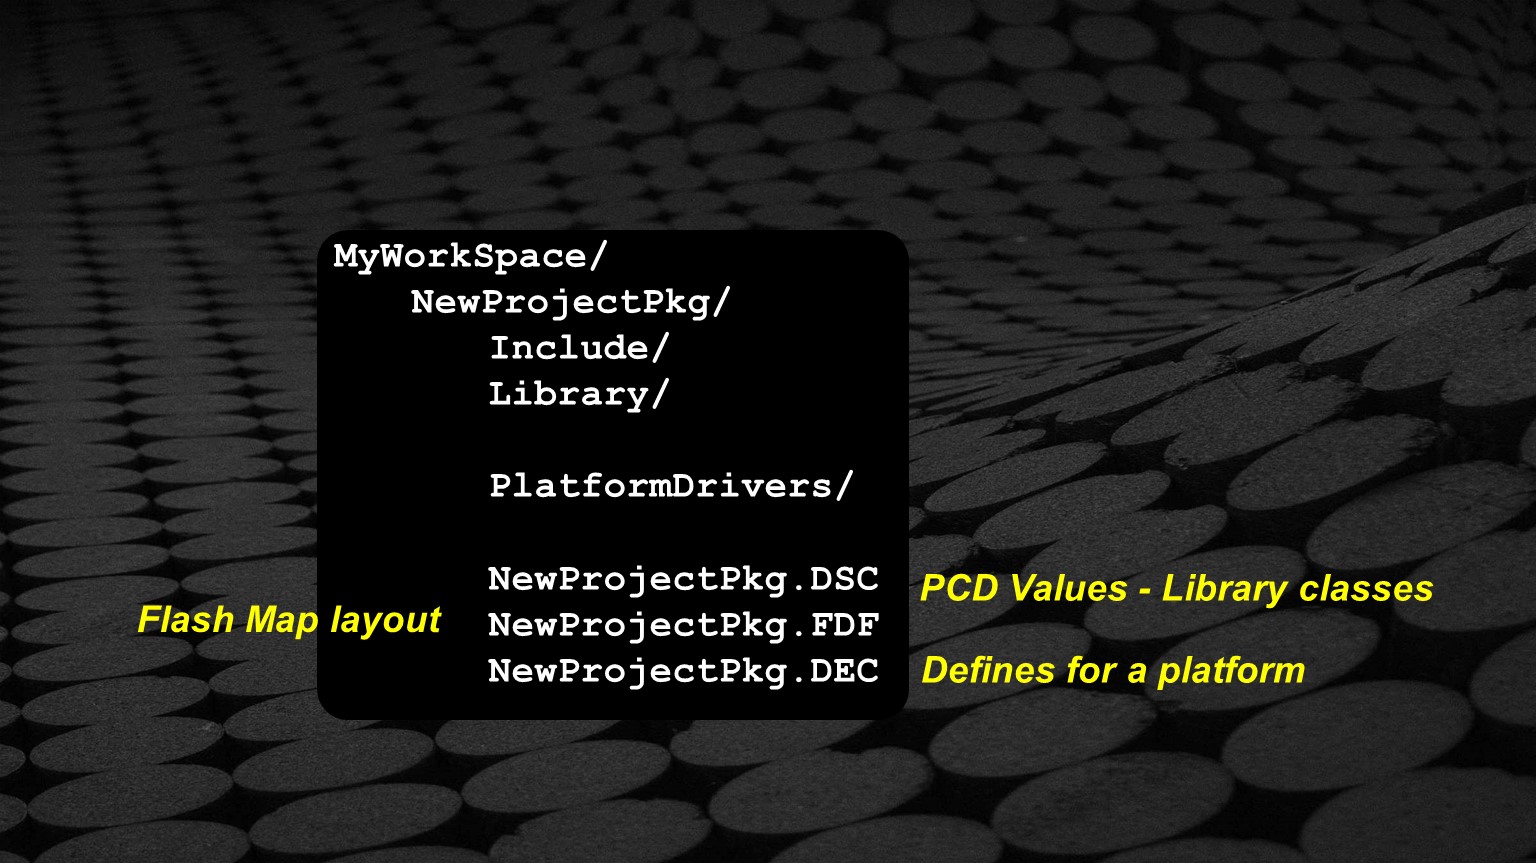 MyWorkSpace/
NewProjectPkg/
Include/
Library/
PlatformDrivers/
NewProjectPkg.DSC
PCD Values - Library classes
Flash Map layout
NewProjectPkg.FDF
NewProjectPkg.DEC
Defines for a platform